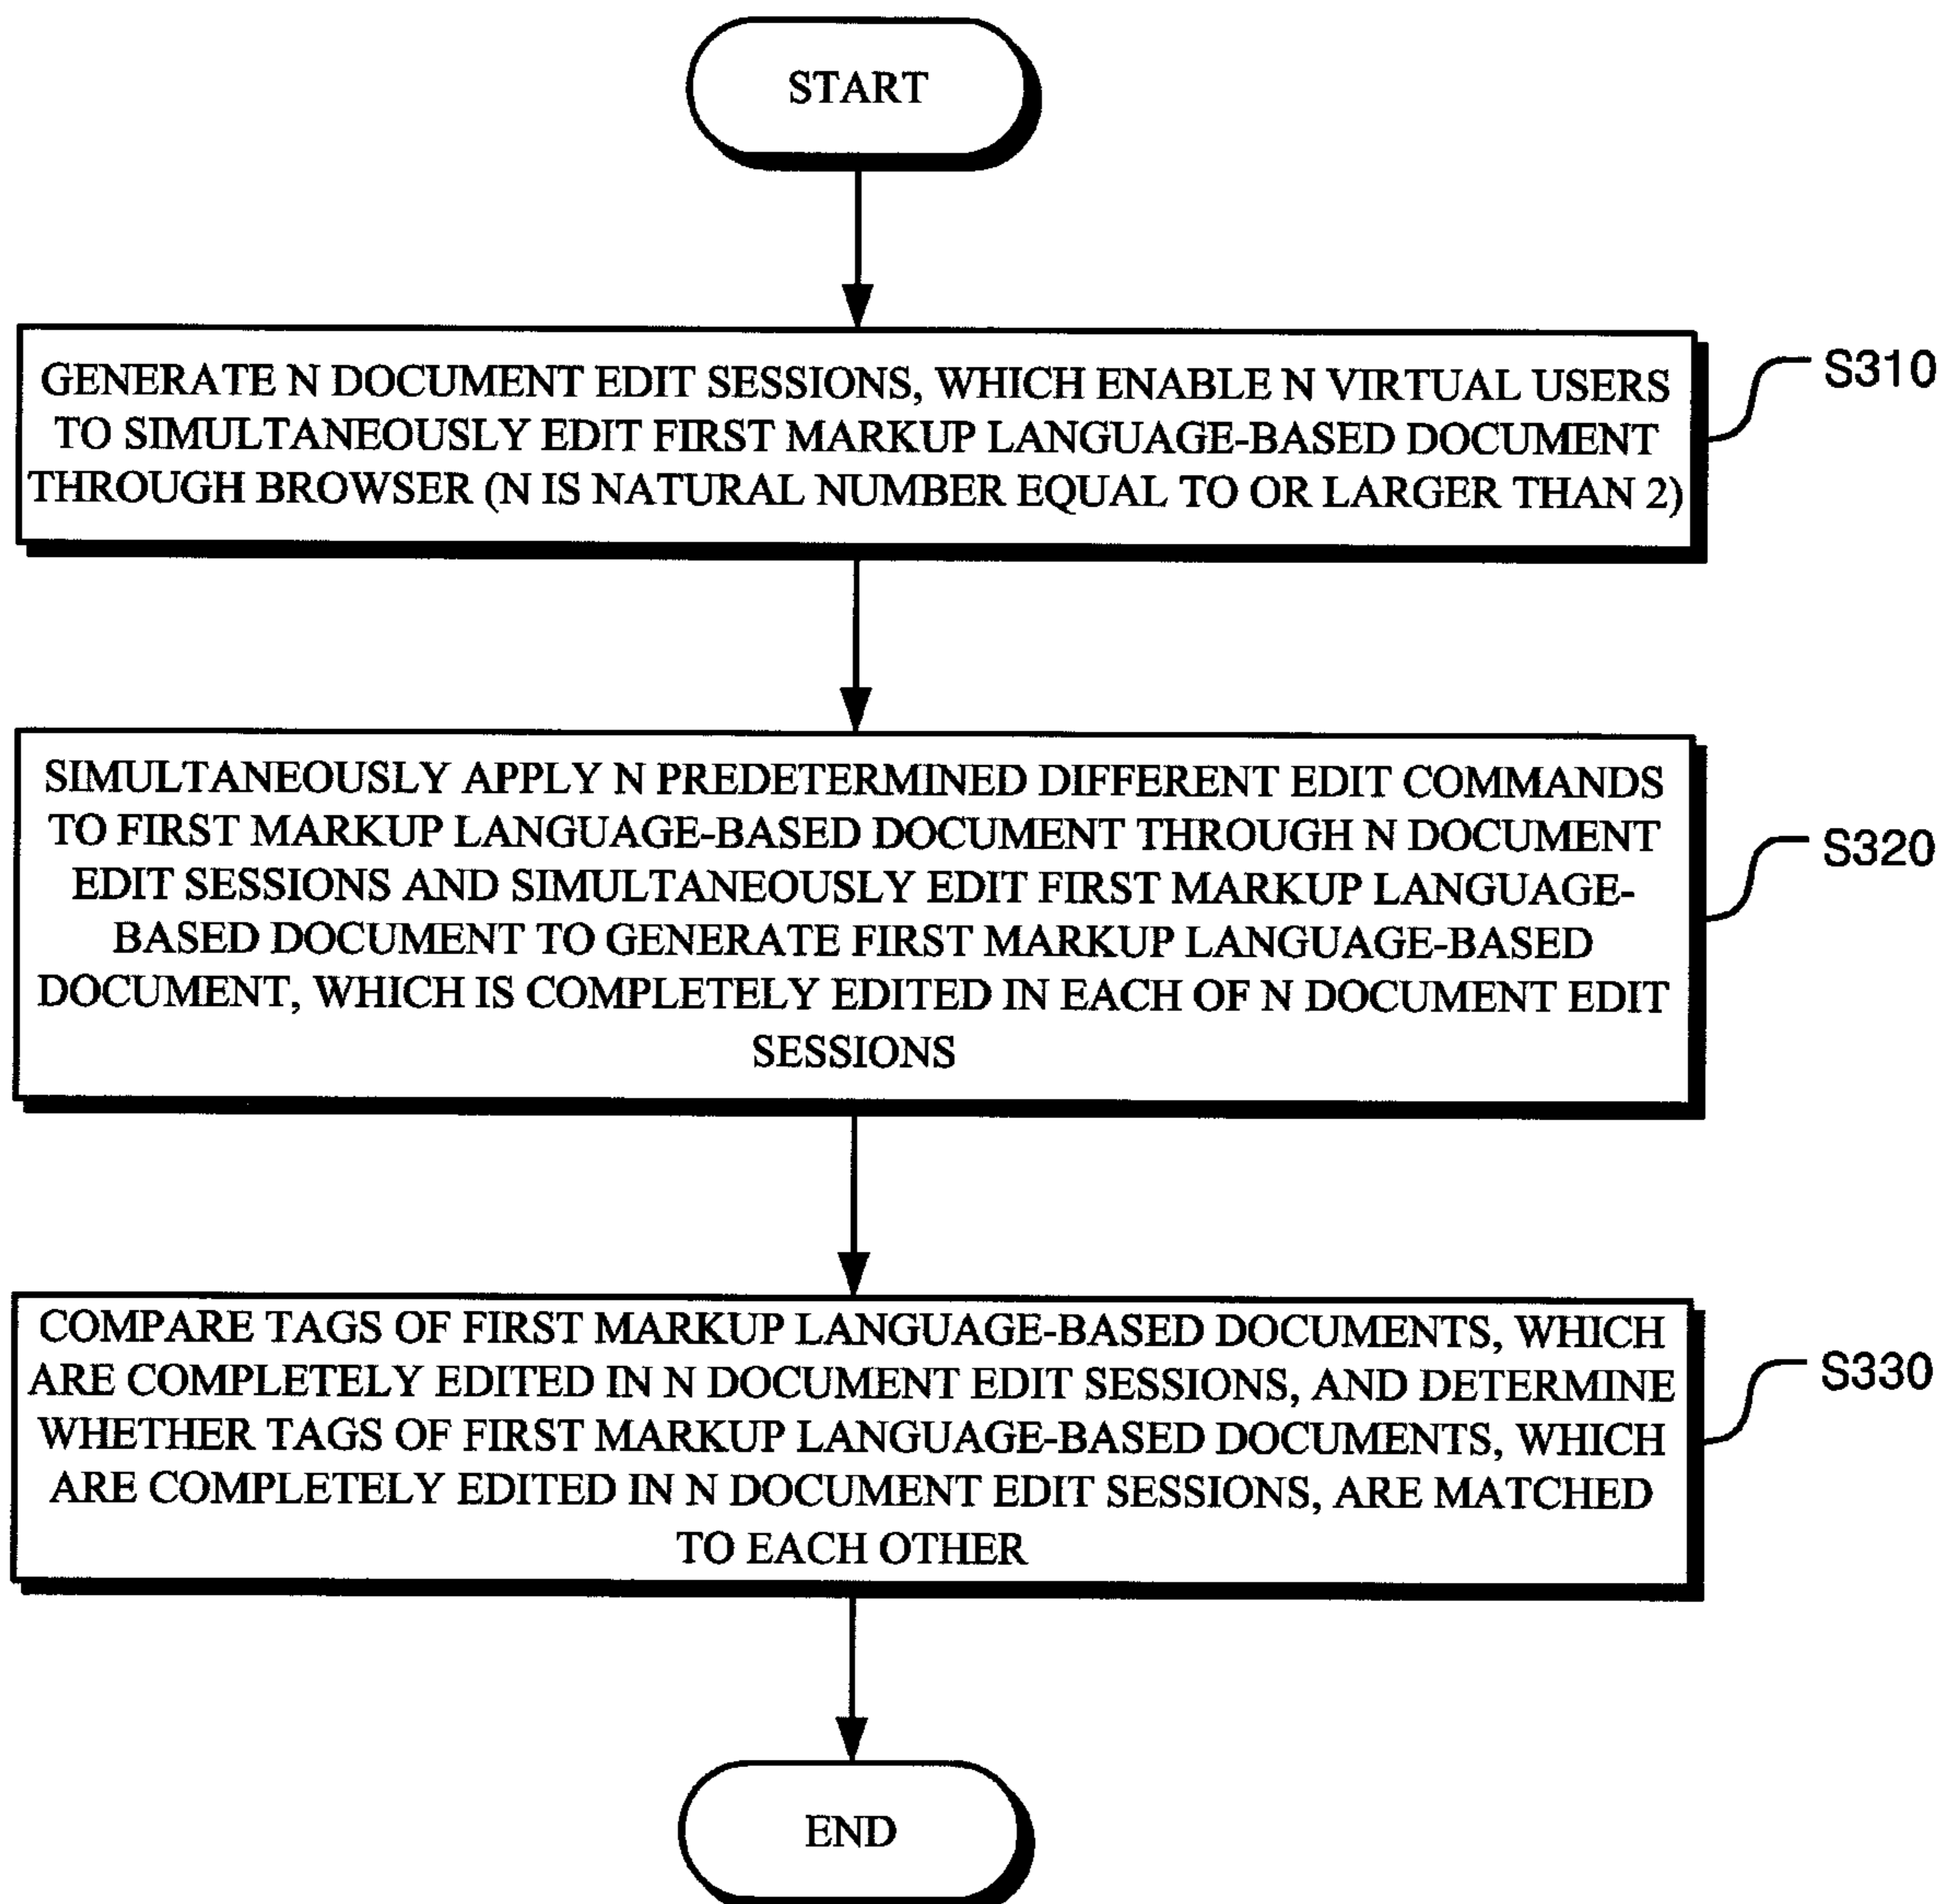 START
GENERATE N DOCUMENT EDIT SESSIONS, WHICH ENABLE N VIRTUAL USERS
TO SIMULTANEOUSLY EDIT FIRST MARKUP LANGUAGE-BASED DOCUMENT
THROUGH BROWSER (N IS NATURAL NUMBER EQUAL TO OR LARGER THAN 2)
S310
SIMULTANEOUSLY APPLY N PREDETERMINED DIFFERENT EDIT COMMANDS
TO FIRST MARKUP LANGUAGE-BASED DOCUMENT THROUGH N DOCUMENT
EDIT SESSIONS AND SIMULTANEOUSLY EDIT FIRST MARKUP LANGUAGE-
BASED DOCUMENT TO GENERATE FIRST MARKUP LANGUAGE-BASED
DOCUMENT, WHICH IS COMPLETELY EDITED IN EACH OF N DOCUMENT EDIT
SESSIONS
S320
COMPARE TAGS OF FIRST MARKUP LANGUAGE-BASED DOCUMENTS, WHICH
ARE COMPLETELY EDITED IN N DOCUMENT EDIT SESSIONS, AND DETERMINE
WHETHER TAGS OF FIRST MARKUP LANGUAGE-BASED DOCUMENTS, WHICH
ARE COMPLETELY EDITED IN N DOCUMENT EDIT SESSIONS, ARE MATCHED
TO EACH OTHER
S330
END